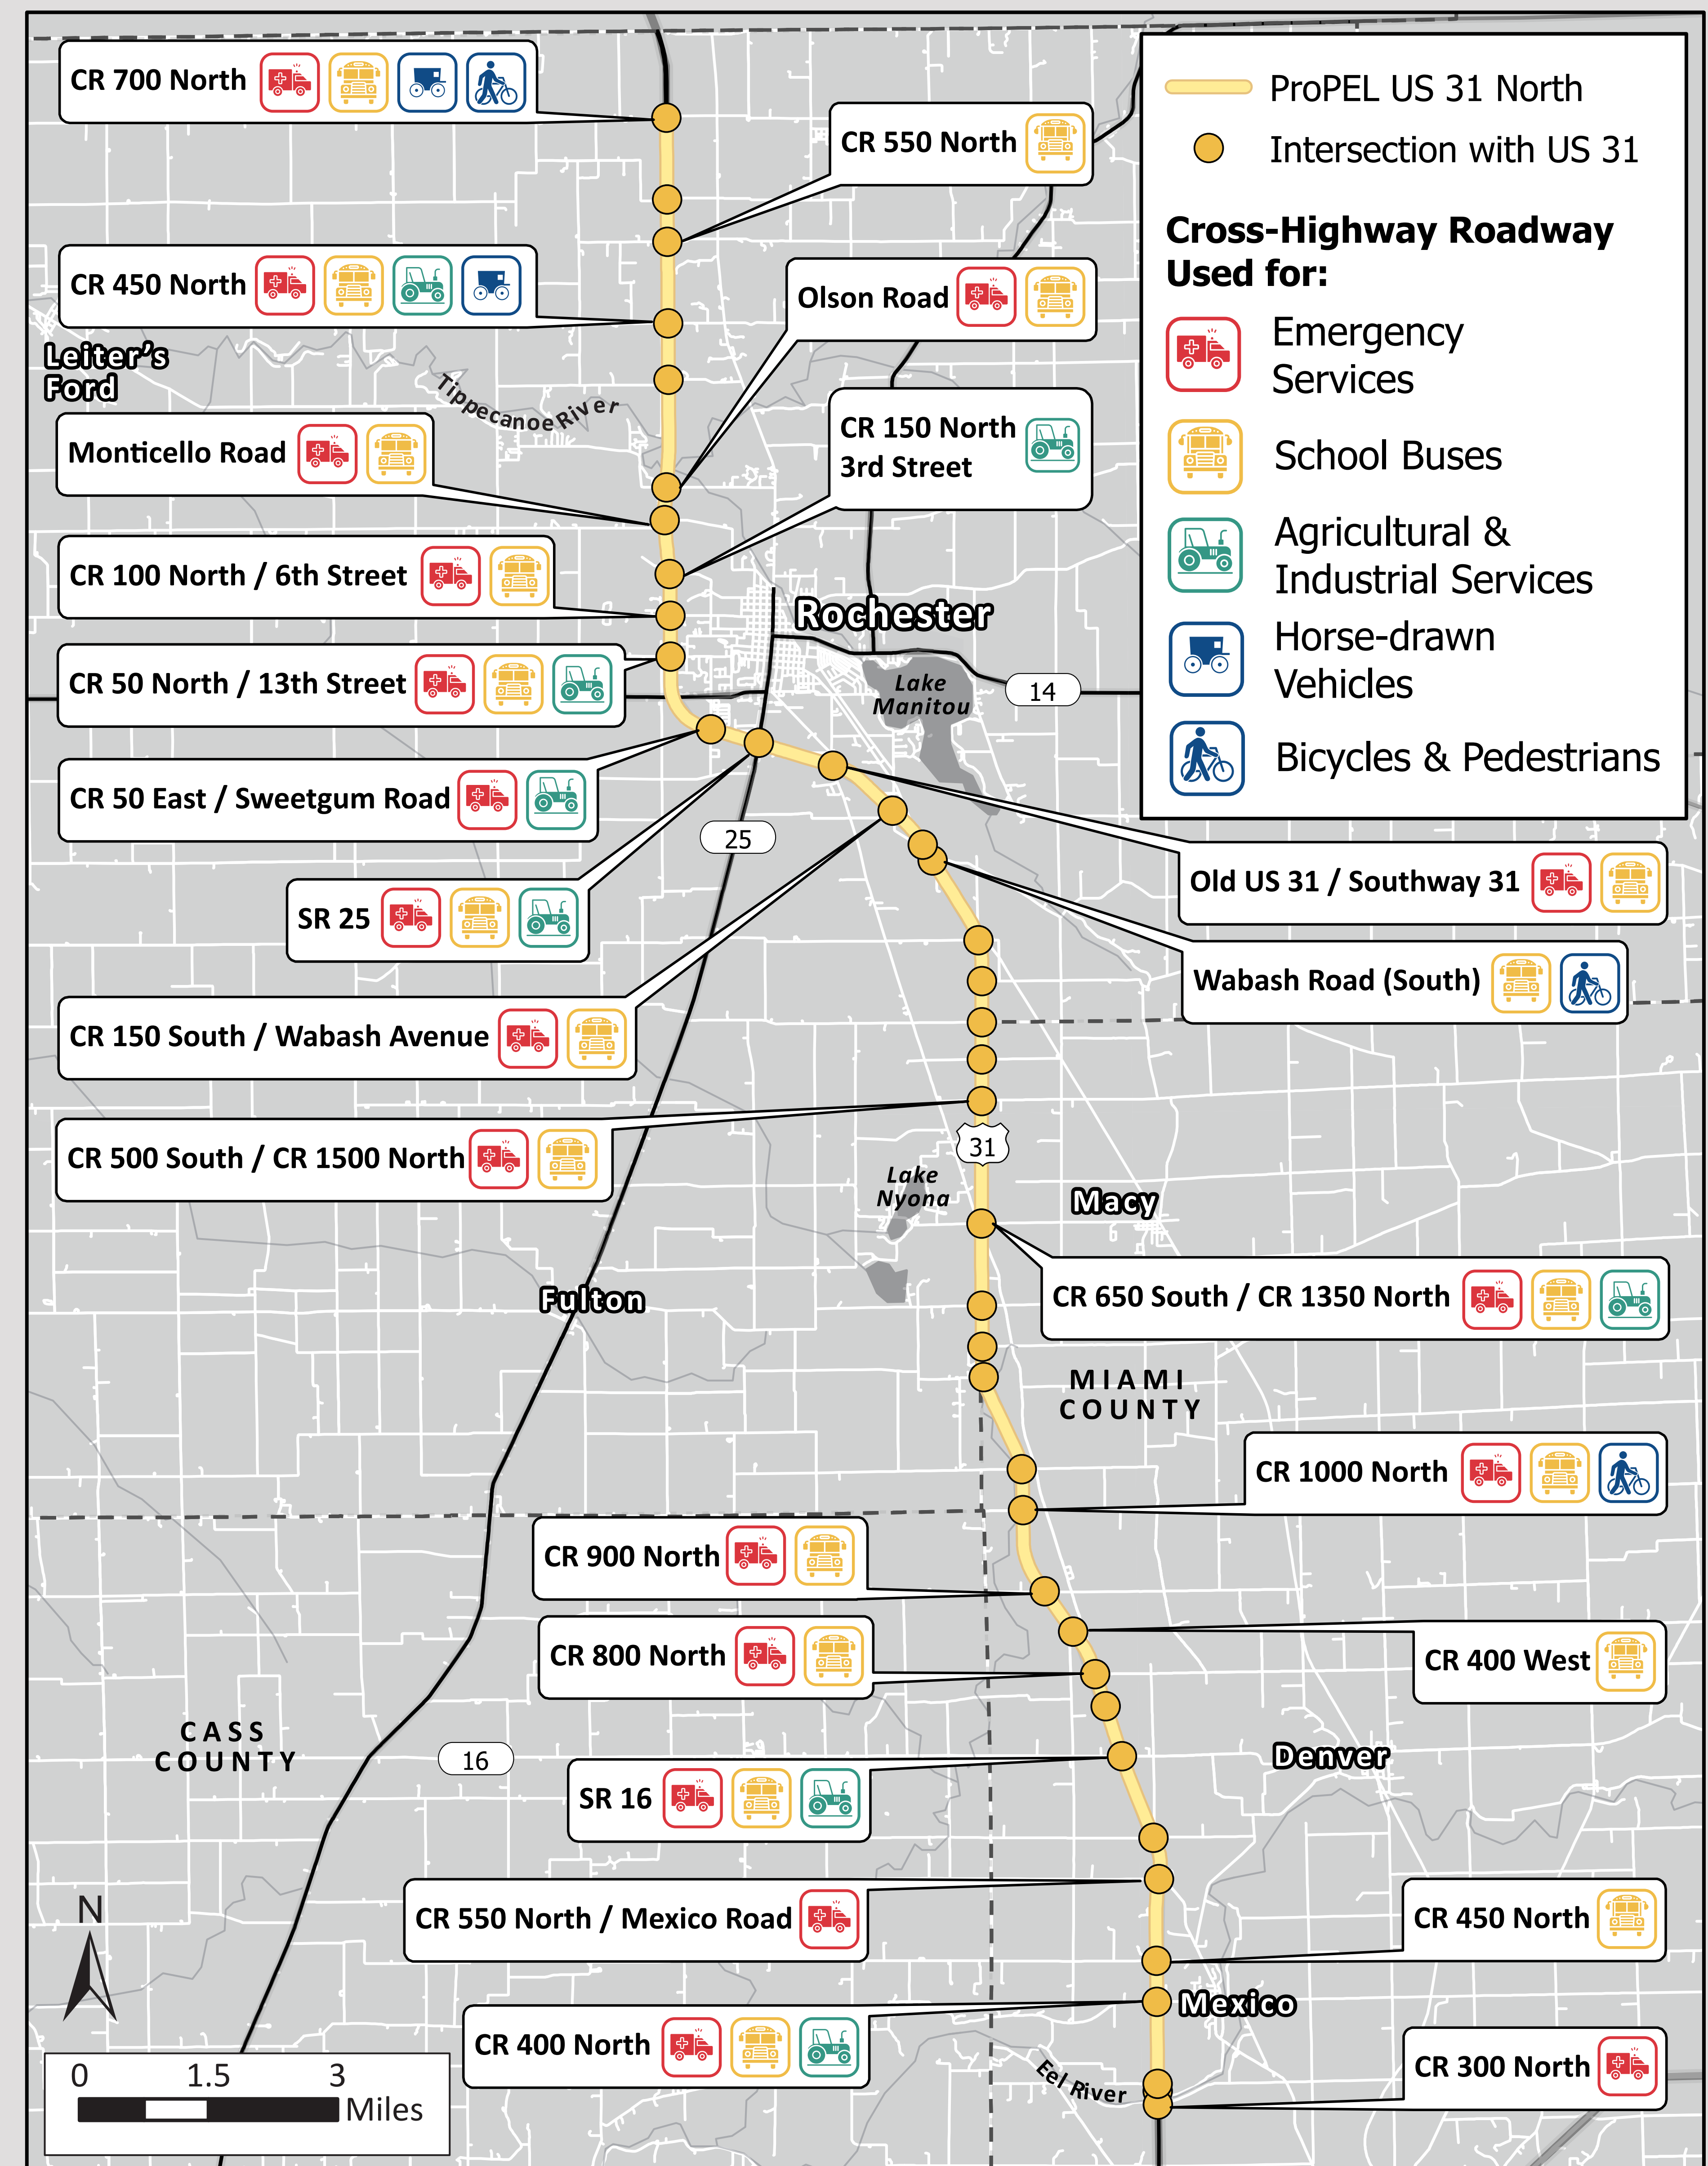 CR 700 North
CR 550 North
CR 450 North
Olson Road
Leiter's
Ford
Tippecanoe River
Monticello Road
CR 150 North
3rd Street
CR 100 North / 6th Street
Rochester
CR 50 North / 13th Street
Lake
Manitou
14
CR 50 East / Sweetgum Road
25
SR 25
CR 150 South / Wabash Avenue
CR 500 South / CR 1500 North
ProPEL US 31 North
Intersection with US 31
Cross-Highway Roadway
Used for:
Emergency
Services
School Buses
Agricultural &
Industrial Services
Horse-drawn
Vehicles
Bicycles & Pedestrians
Old US 31 / Southway 31
Wabash Road (South)
31
Lake
Nyona
Macy
CR 650 South / CR 1350 North
Fulton
MIAMI
COUNTY
CR 1000 North
CR 900 North
CR 800 North
CR 400 West
CASS
COUNTY
16
Denver
SR 16
CR 550 North / Mexico Road
CR 450 North
Mexico
CR 400 North
Eel River
CR 300 North
N
0 1.5 3
Miles